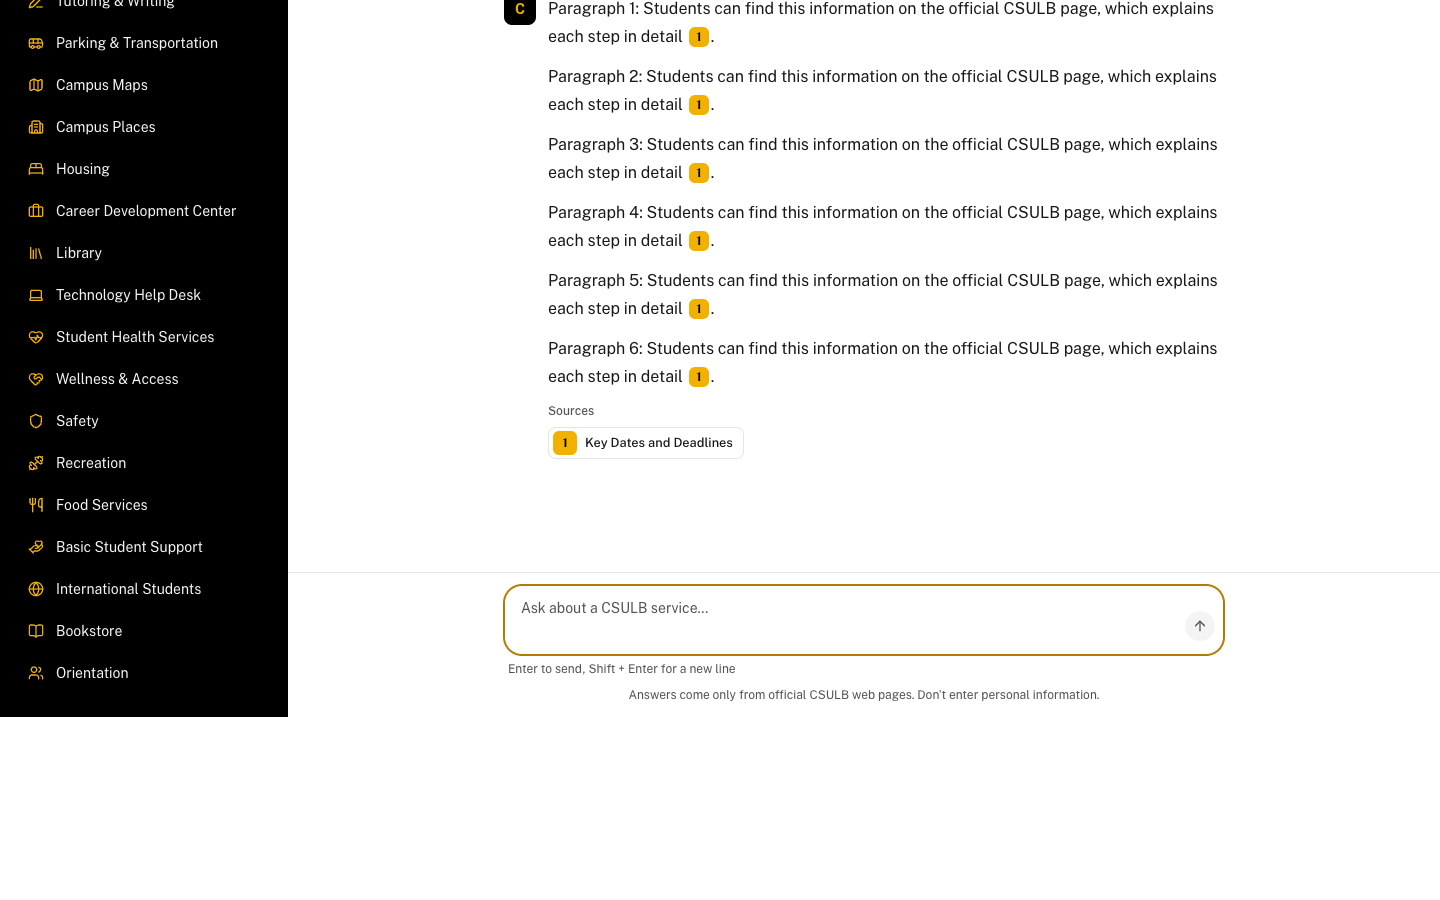 Tutoring & Writing
Parking & Transportation
Campus Maps
Campus Places
Housing
Career Development Center
Library
Technology Help Desk
Student Health Services
Wellness & Access
Safety
Recreation
Food Services
Basic Student Support
International Students
Bookstore
Orientation
C
Paragraph 1: Students can find this information on the official CSULB page, which explains
each step in detail 1.
Paragraph 2: Students can find this information on the official CSULB page, which explains
each step in detail 1.
Paragraph 3: Students can find this information on the official CSULB page, which explains
each step in detail 1.
Paragraph 4: Students can find this information on the official CSULB page, which explains
each step in detail 1.
Paragraph 5: Students can find this information on the official CSULB page, which explains
each step in detail 1.
Paragraph 6: Students can find this information on the official CSULB page, which explains
each step in detail 1.
Sources
1 Key Dates and Deadlines
Ask about a CSULB service...
Enter to send, Shift + Enter for a new line
Answers come only from official CSULB web pages. Don't enter personal information.